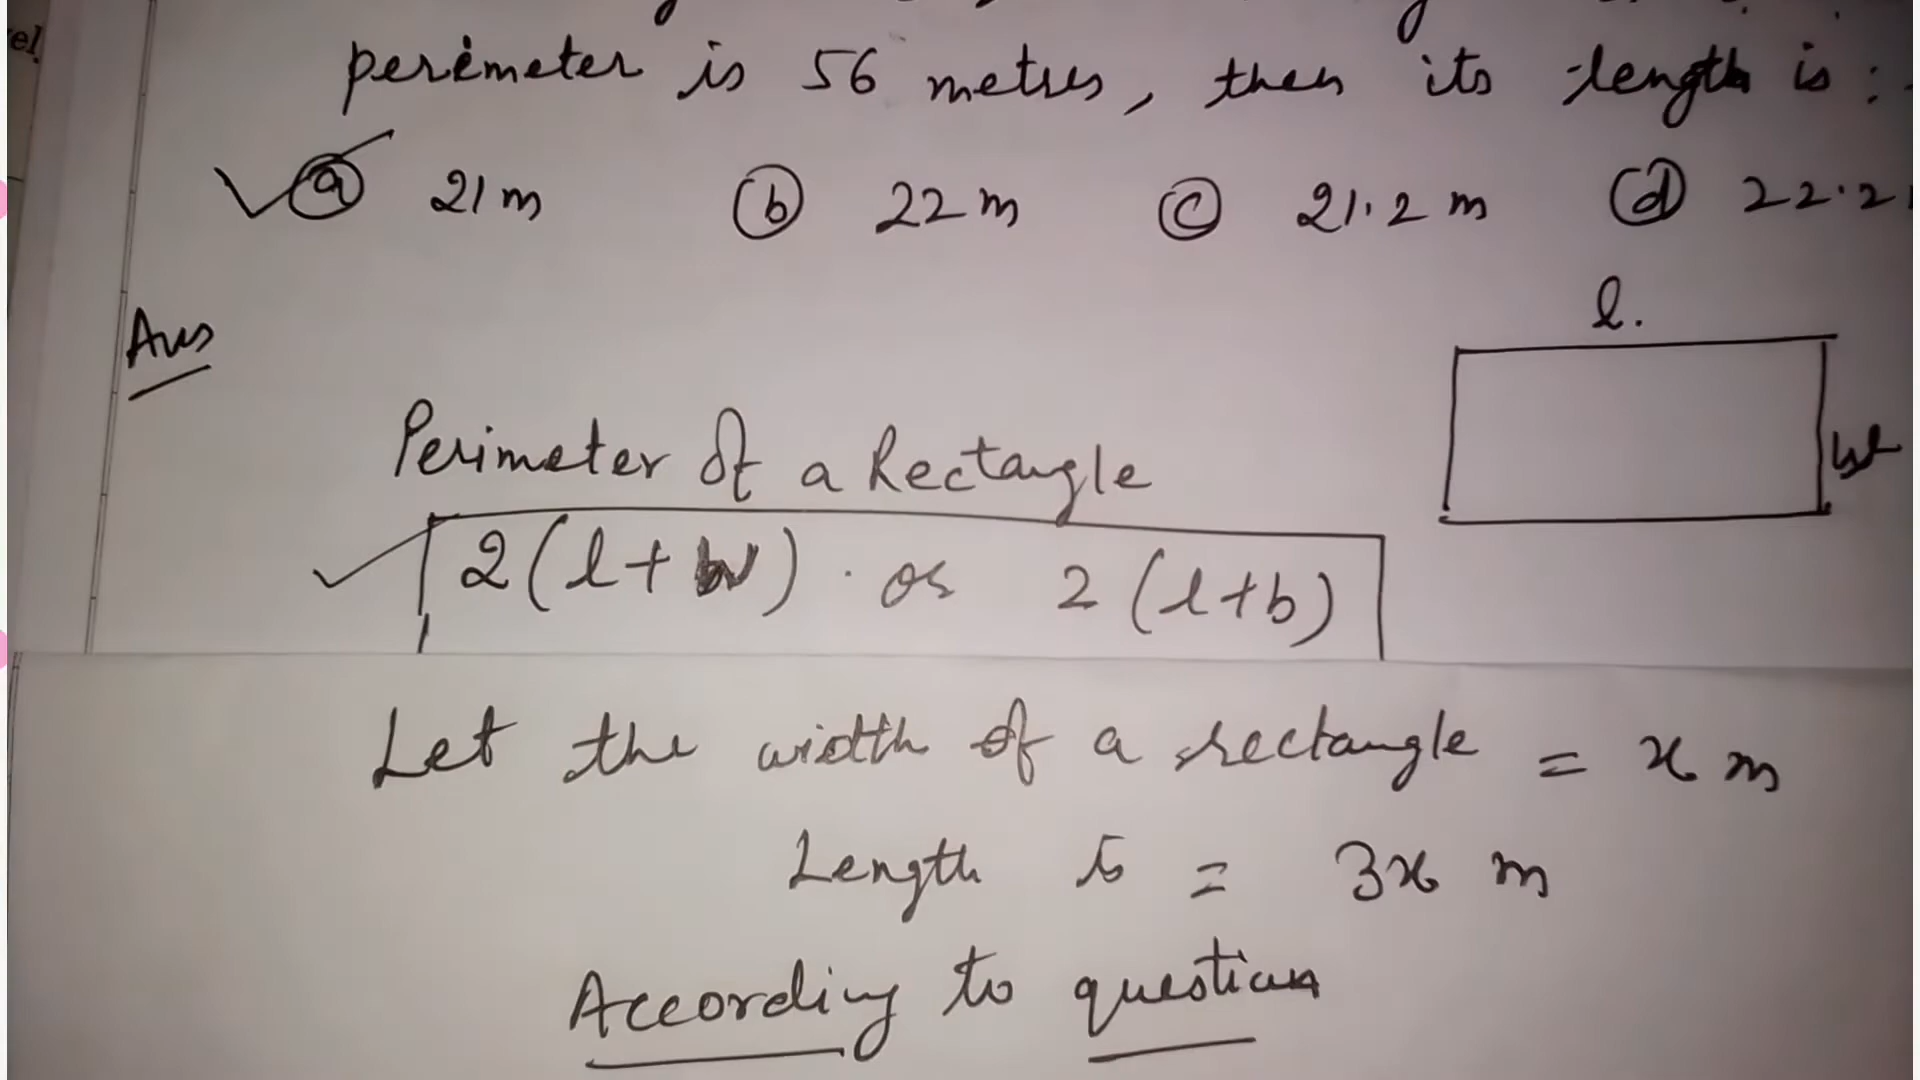 perimeter is 56 metres, then its length is :
ⓐ 21 m ⓑ 22 m ⓒ 21.2 m ⓓ 22.2
Ans
l.
Perimeter Of a Rectangle
2(l+w) . or 2(l+b)
Let the width of a rectangle = x m
Length is = 3x m
According to question